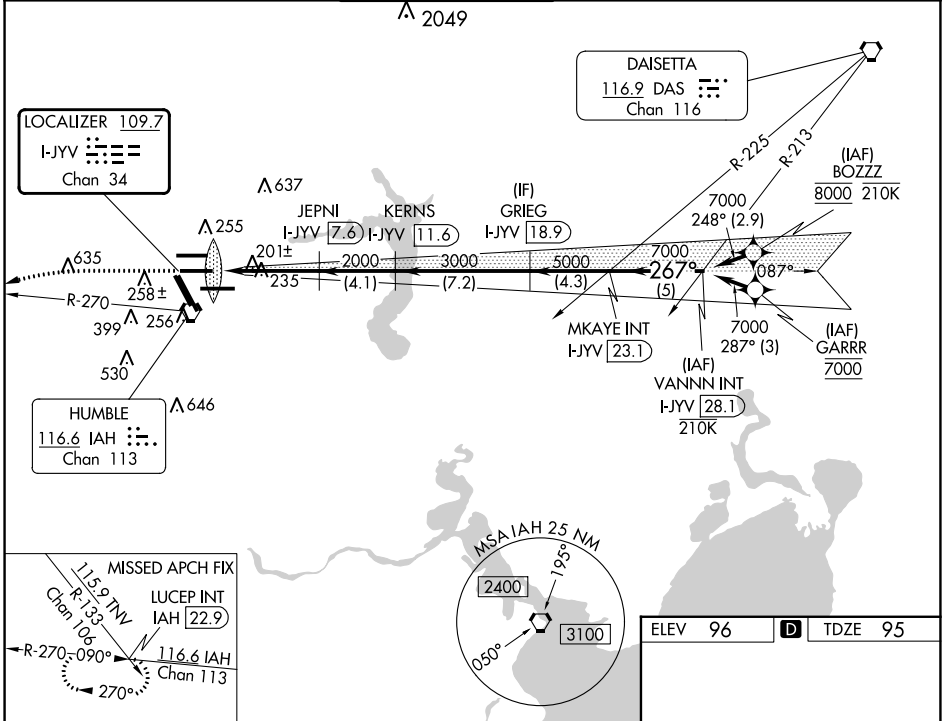 2049
DAISETTA
116.9 DAS
Chan 116
LOCALIZER 109.7
I-JYV
Chan 34
R-225
R-213
(IAF)
BOZZZ
8000 210K
7000
248° (2.9)
637
255
JEPNI
I-JYV 7.6
KERNS
I-JYV 11.6
(IF)
GRIEG
I-JYV 18.9
635
201±
235
2000
(4.1)
3000
(7.2)
5000
(4.3)
7000
267°
(5)
087°
R-270
258±
399
256
530
MKAYE INT
I-JYV 23.1
7000
287° (3)
(IAF)
GARRR
7000
(IAF)
VANNN INT
I-JYV 28.1
210K
HUMBLE
116.6 IAH
Chan 113
646
MISSED APCH FIX
115.9 TNV
R-133
Chan 106
LUCEP INT
IAH 22.9
R-270
090°
116.6 IAH
Chan 113
270°
MSA IAH 25 NM
195°
2400
3100
050°
ELEV 96 D TDZE 95